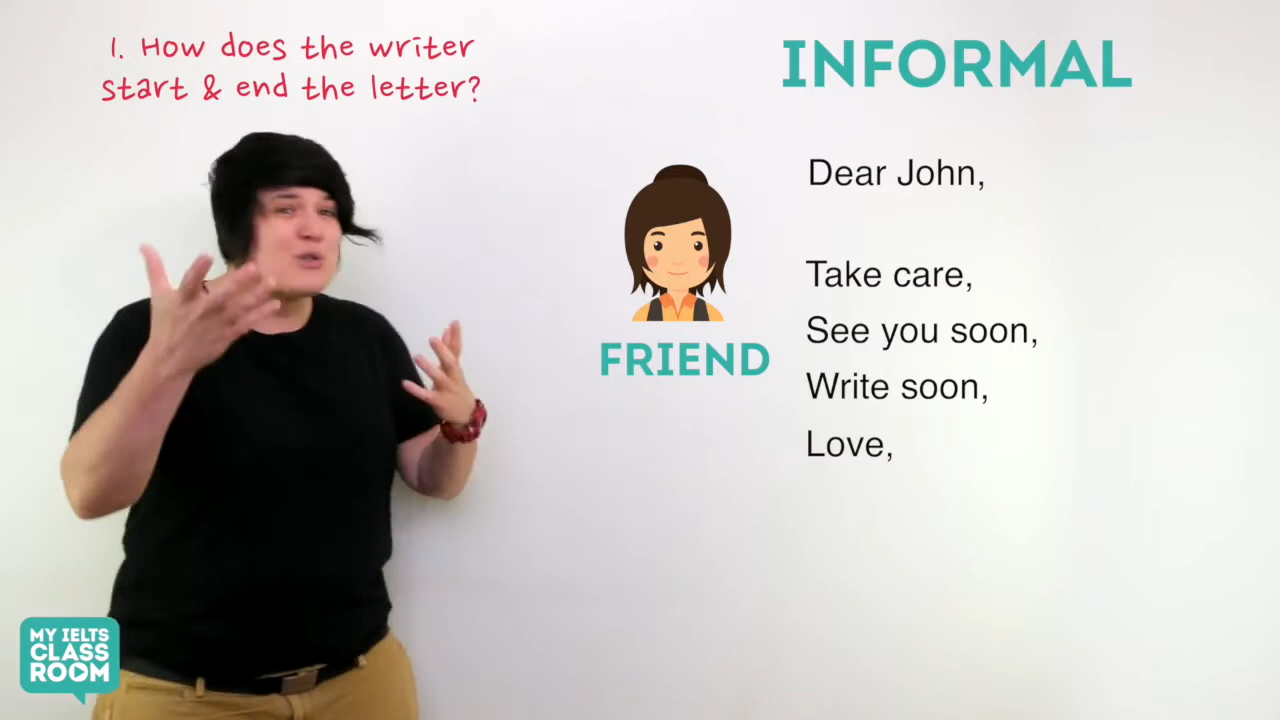 1. How does the writer
start & end the letter?
INFORMAL
Dear John,
Take care,
See you soon,
Write soon,
Love,
FRIEND
MY IELTS
CLASS
ROOM